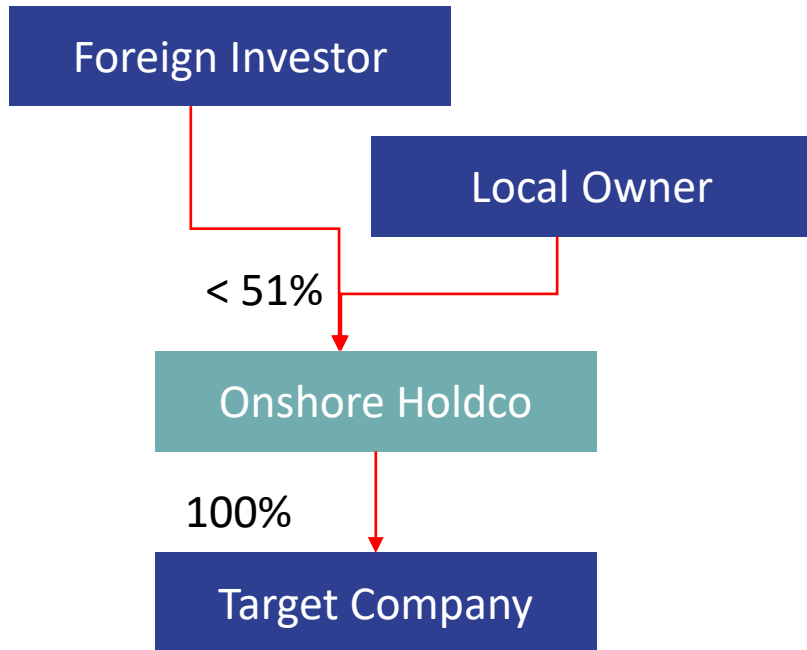 Foreign Investor
Local Owner
< 51%
Onshore Holdco
100%
Target Company